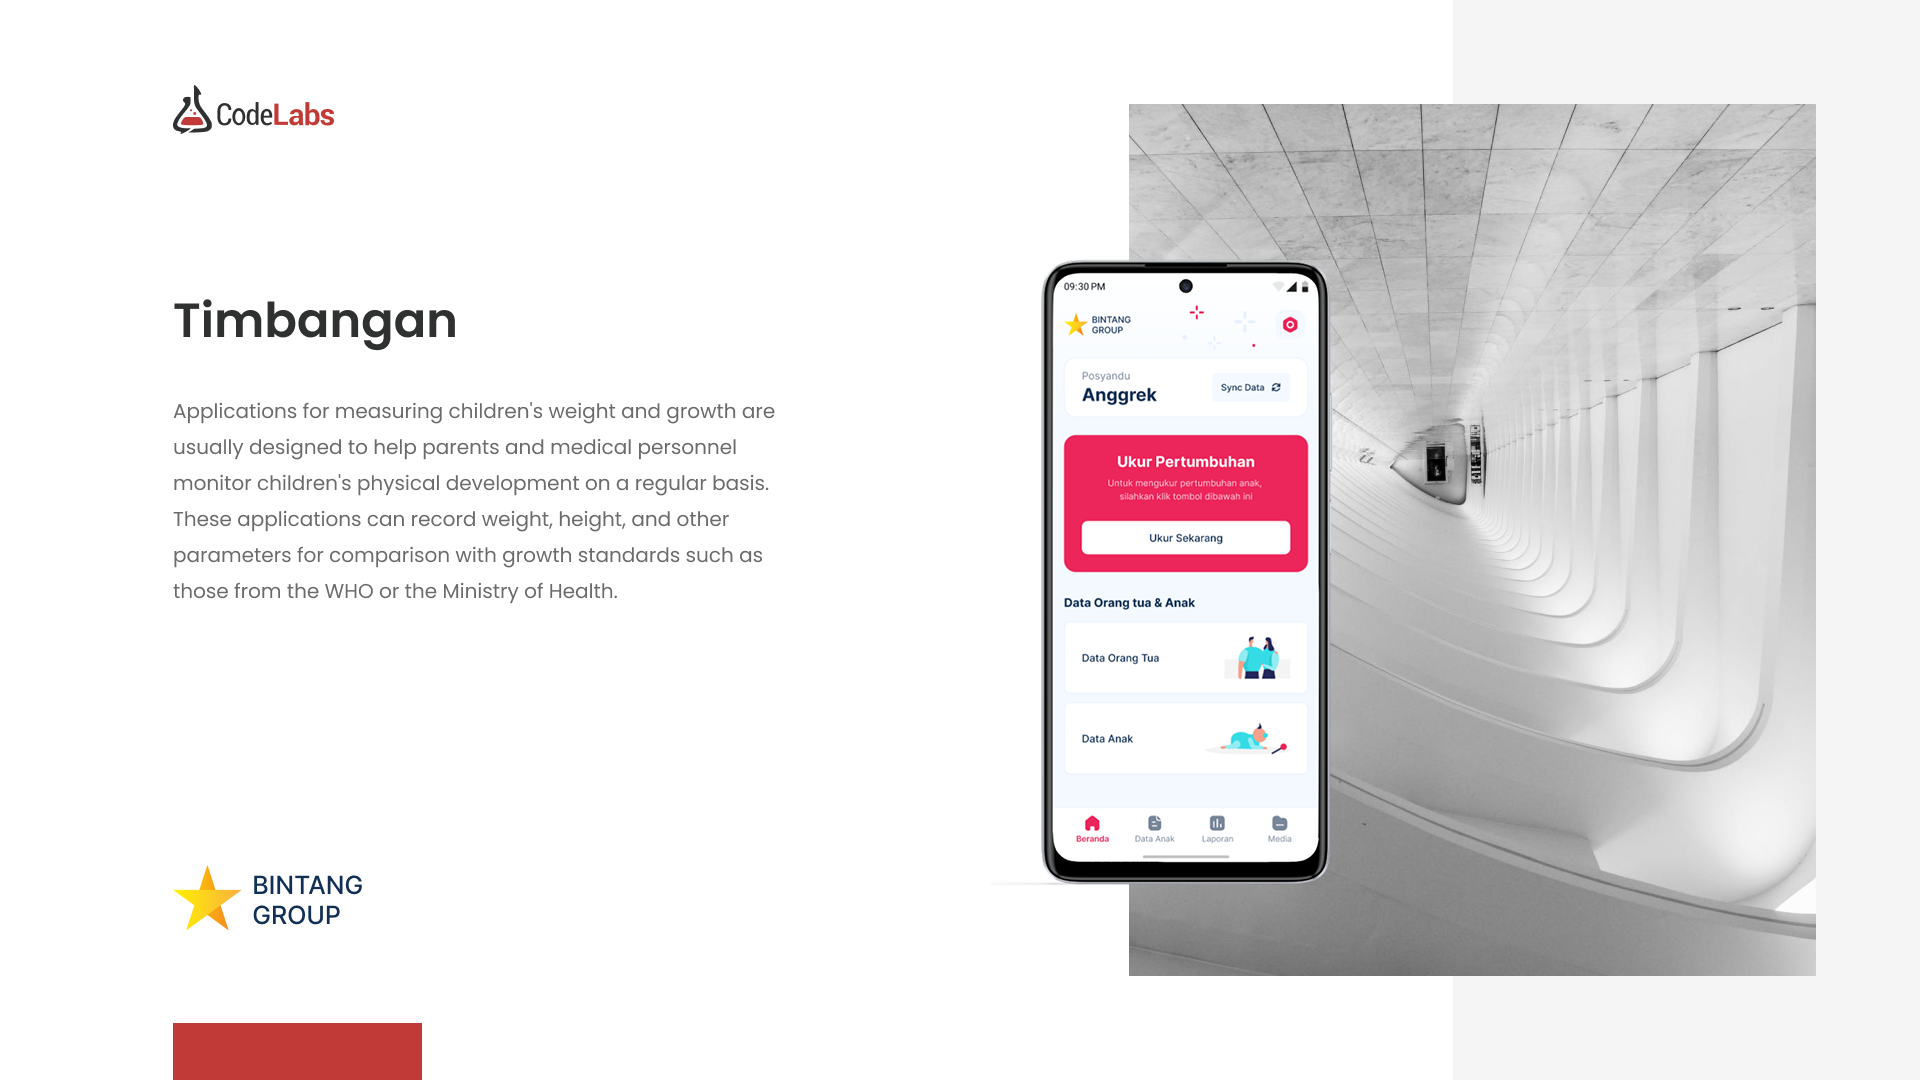 CodeLabs
Timbangan
Applications for measuring children's weight and growth are
usually designed to help parents and medical personnel
monitor children's physical development on a regular basis.
These applications can record weight, height, and other
parameters for comparison with growth standards such as
those from the WHO or the Ministry of Health.
BINTANG
GROUP
09:30 PM
BINTANG
GROUP
Posyandu
Anggrek
Sync Data
Ukur Pertumbuhan
Untuk mengukur pertumbuhan anak,
silahkan klik tombol dibawah ini
Ukur Sekarang
Data Orang tua & Anak
Data Orang Tua
Data Anak
Beranda
Data Anak
Laporan
Media